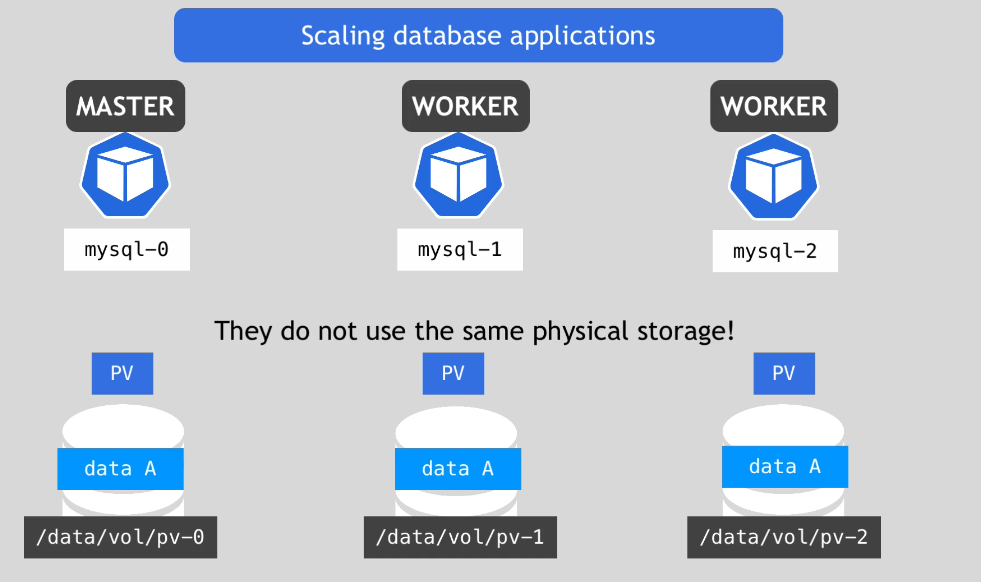 Scaling database applications
MASTER
WORKER
WORKER
mysql-0
mysql-1
mysql-2
They do not use the same physical storage!
PV
PV
PV
data A
data A
data A
/data/vol/pv-0
/data/vol/pv-1
/data/vol/pv-2